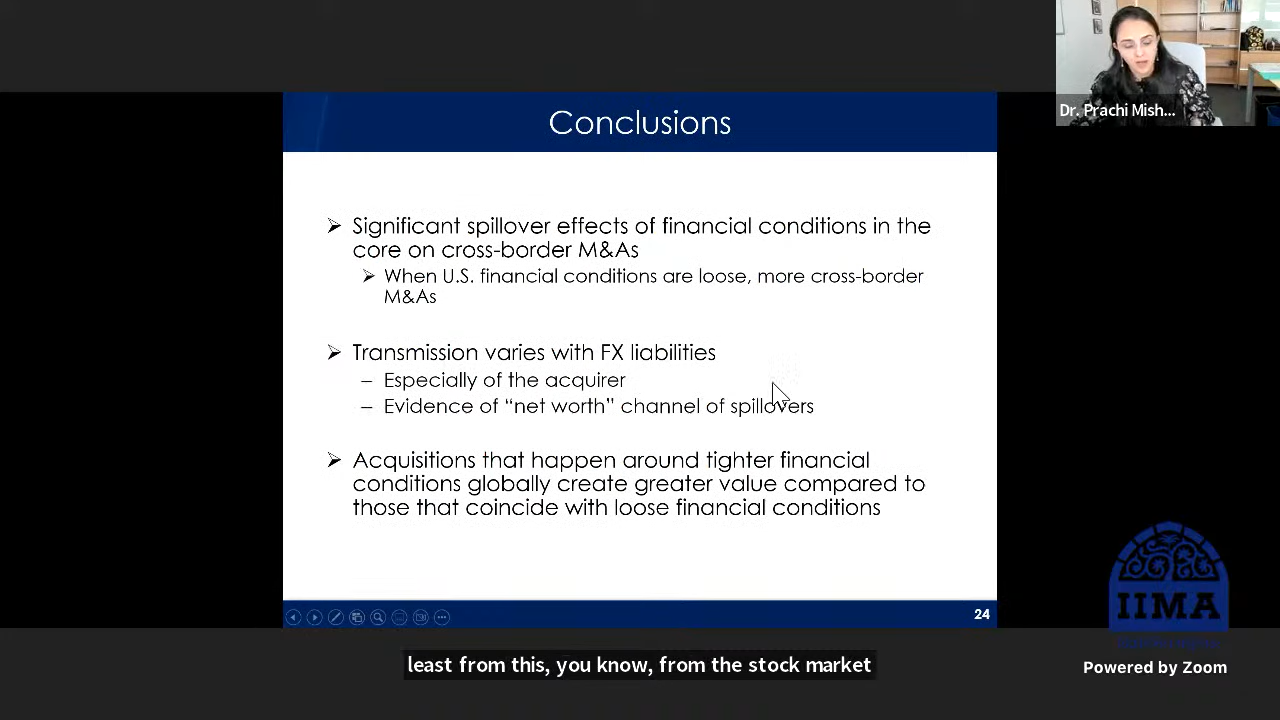 Dr. Prachi Mish...
Conclusions
➢ Significant spillover effects of financial conditions in the
core on cross-border M&As
➢ When U.S. financial conditions are loose, more cross-border
M&As
➢ Transmission varies with FX liabilities
– Especially of the acquirer
– Evidence of “net worth” channel of spillovers
➢ Acquisitions that happen around tighter financial
conditions globally create greater value compared to
those that coincide with loose financial conditions
24
IIMA
least from this, you know, from the stock market
Powered by Zoom